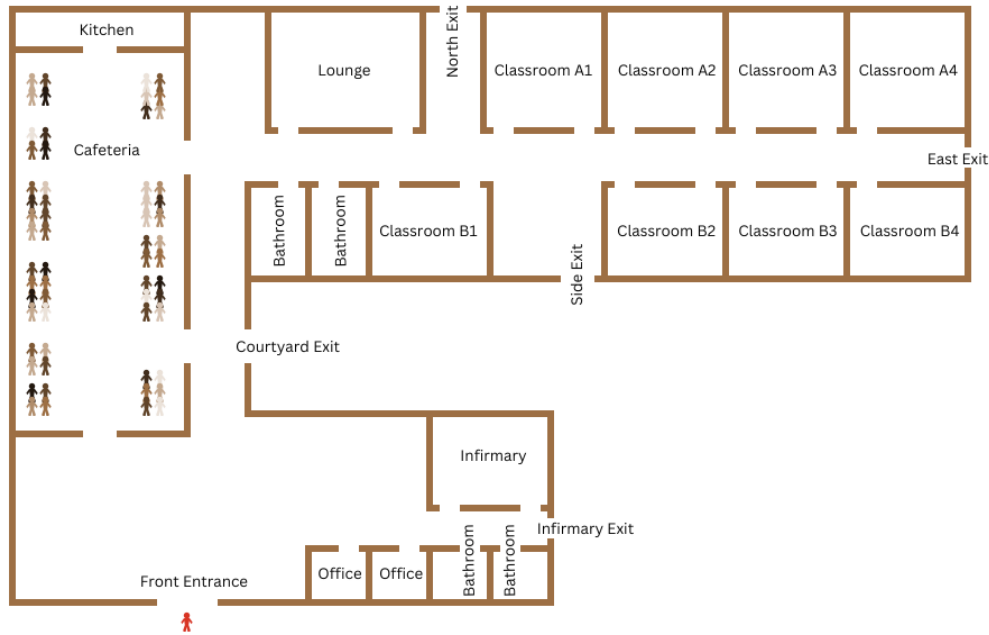 Kitchen
North Exit
Lounge
Classroom A1
Classroom A2
Classroom A3
Classroom A4
Cafeteria
East Exit
Bathroom
Bathroom
Classroom B1
Classroom B2
Classroom B3
Classroom B4
Side Exit
Courtyard Exit
Infirmary
Infirmary Exit
Bathroom
Bathroom
Office
Office
Front Entrance